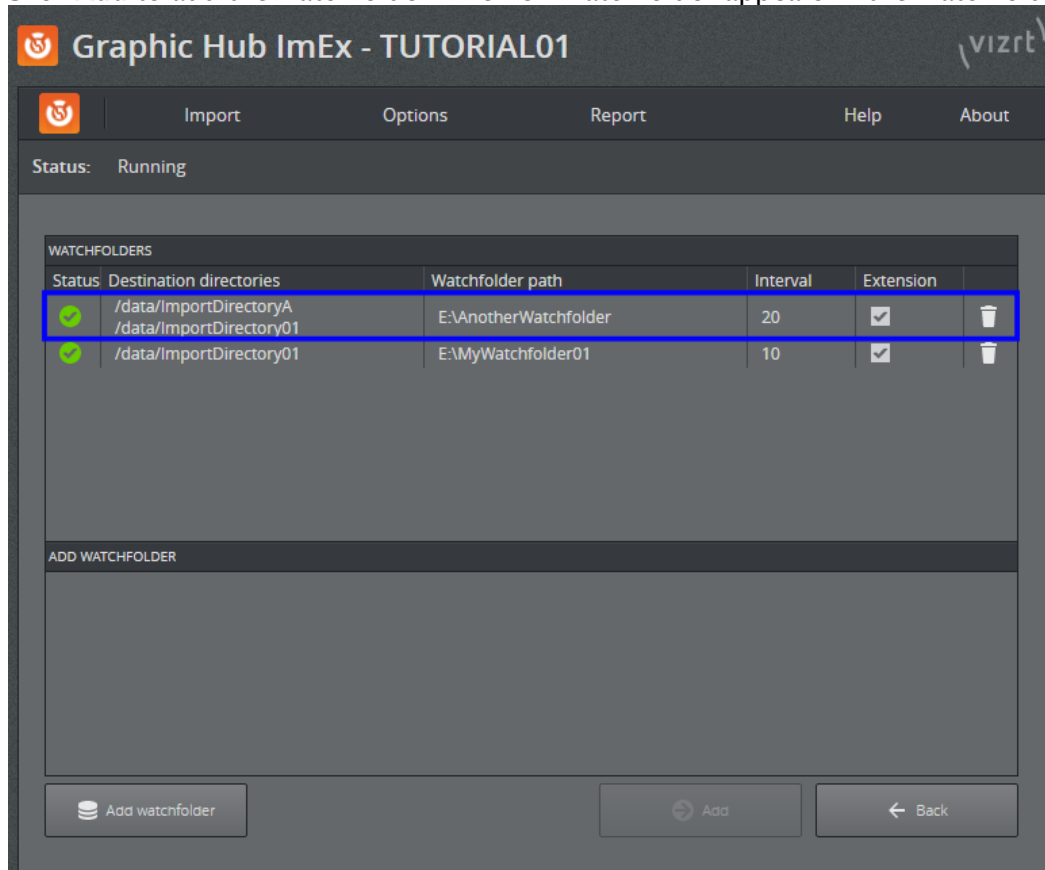 Graphic Hub ImEx - TUTORIAL01
vizrt
Import Options Report Help About
Status: Running
WATCHFOLDERS
Status Destination directories Watchfolder path Interval Extension
/data/ImportDirectoryA
/data/ImportDirectory01 E:\AnotherWatchfolder 20
/data/ImportDirectory01 E:\MyWatchfolder01 10
ADD WATCHFOLDER
Add watchfolder Add Back